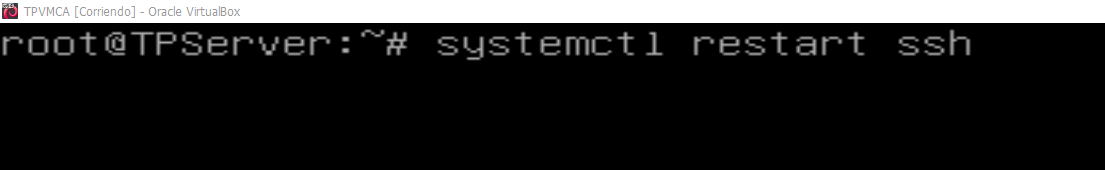 TPVMCA [Corriendo] - Oracle VirtualBox
root@TPServer:~# systemctl restart ssh